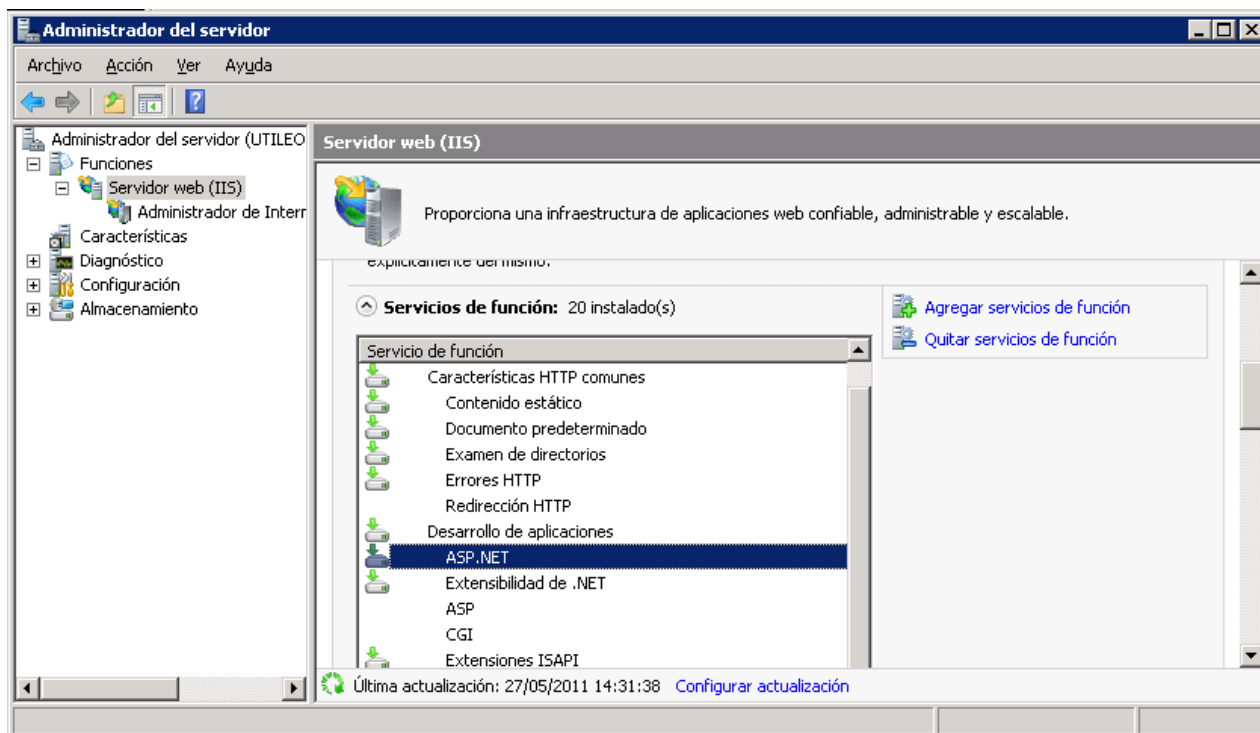 Administrador del servidor
Archivo Acción Ver Ayuda
Administrador del servidor (UTILEO
Funciones
Servidor web (IIS)
Administrador de Interr
Características
Diagnóstico
Configuración
Almacenamiento
Servidor web (IIS)
Proporciona una infraestructura de aplicaciones web confiable, administrable y escalable.
explícitamente del mismo.
Servicios de función: 20 instalado(s)
Agregar servicios de función
Quitar servicios de función
Servicio de función
Características HTTP comunes
Contenido estático
Documento predeterminado
Examen de directorios
Errores HTTP
Redirección HTTP
Desarrollo de aplicaciones
ASP.NET
Extensibilidad de .NET
ASP
CGI
Extensiones ISAPI
Última actualización: 27/05/2011 14:31:38 Configurar actualización